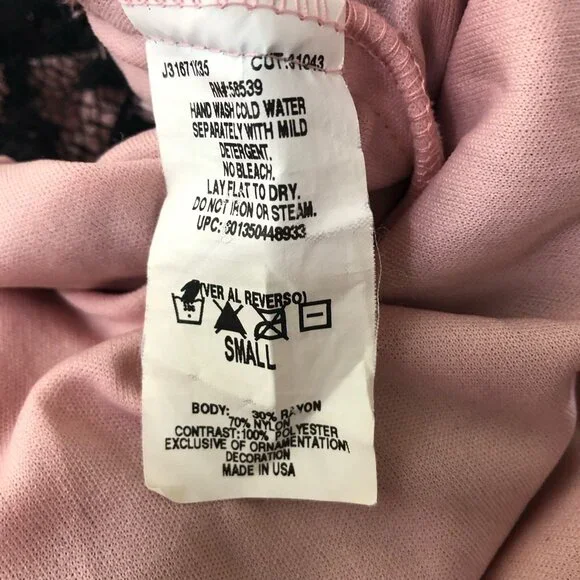 J31671135 CUT:31043
RN#:58539
HAND WASH COLD WATER
SEPARATELY WITH MILD
DETERGENT.
NO BLEACH.
LAY FLAT TO DRY.
DO NOT IRON OR STEAM.
UPC: 601350448933
(VER AL REVERSO)
SMALL
BODY: 30% RAYON
70% NYLON
CONTRAST: 100% POLYESTER
EXCLUSIVE OF ORNAMENTATION/
DECORATION
MADE IN USA